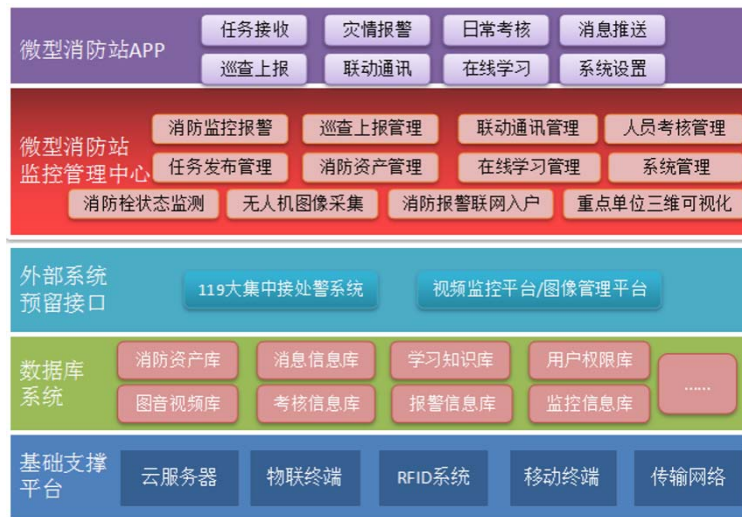 微型消防站APP
任务接收 灾情报警 日常考核 消息推送
巡查上报 联动通讯 在线学习 系统设置
微型消防站
监控管理中心
消防监控报警 巡查上报管理 联动通讯管理 人员考核管理
任务发布管理 消防资产管理 在线学习管理 系统管理
消防栓状态监测 无人机图像采集 消防报警联网入户 重点单位三维可视化
外部系统
预留接口
119大集中接处警系统 视频监控平台/图像管理平台
数据库
系统
消防资产库 消息信息库 学习知识库 用户权限库
图音视频库 考核信息库 报警信息库 监控信息库
......
基础支撑
平台
云服务器 物联终端 RFID系统 移动终端 传输网络